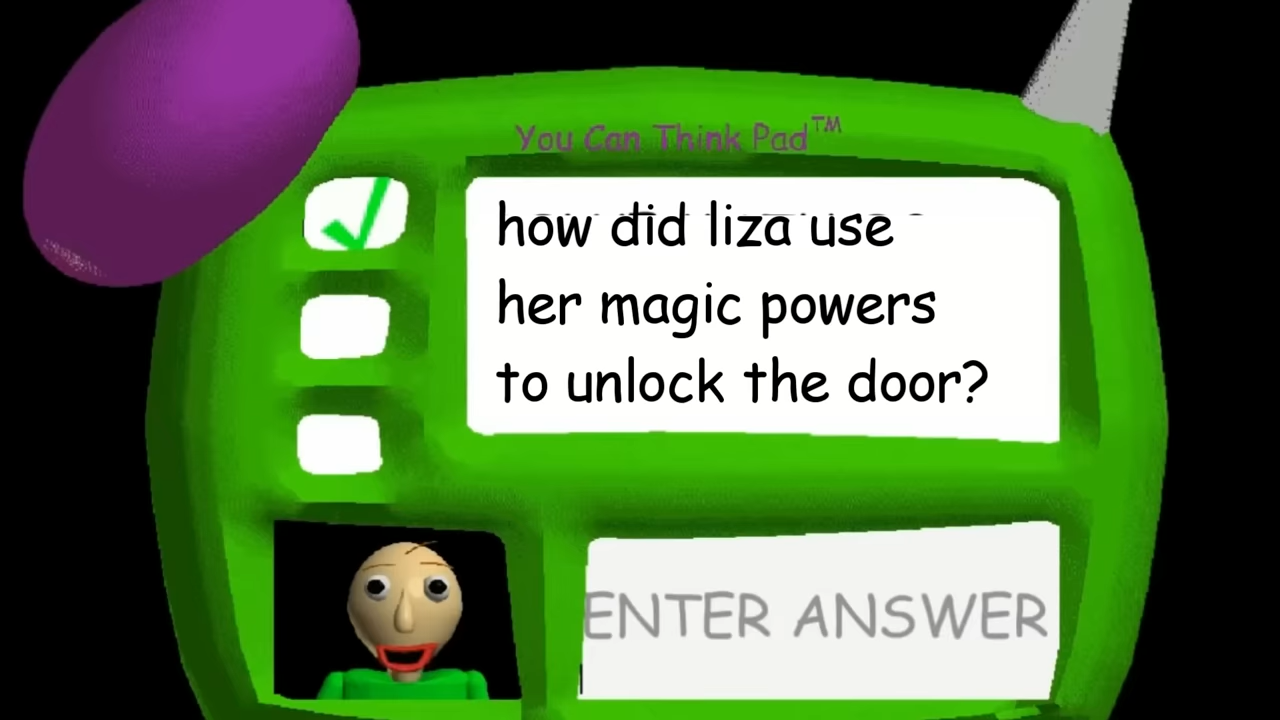 You Can Think Pad™
how did liza use
her magic powers
to unlock the door?
ENTER ANSWER